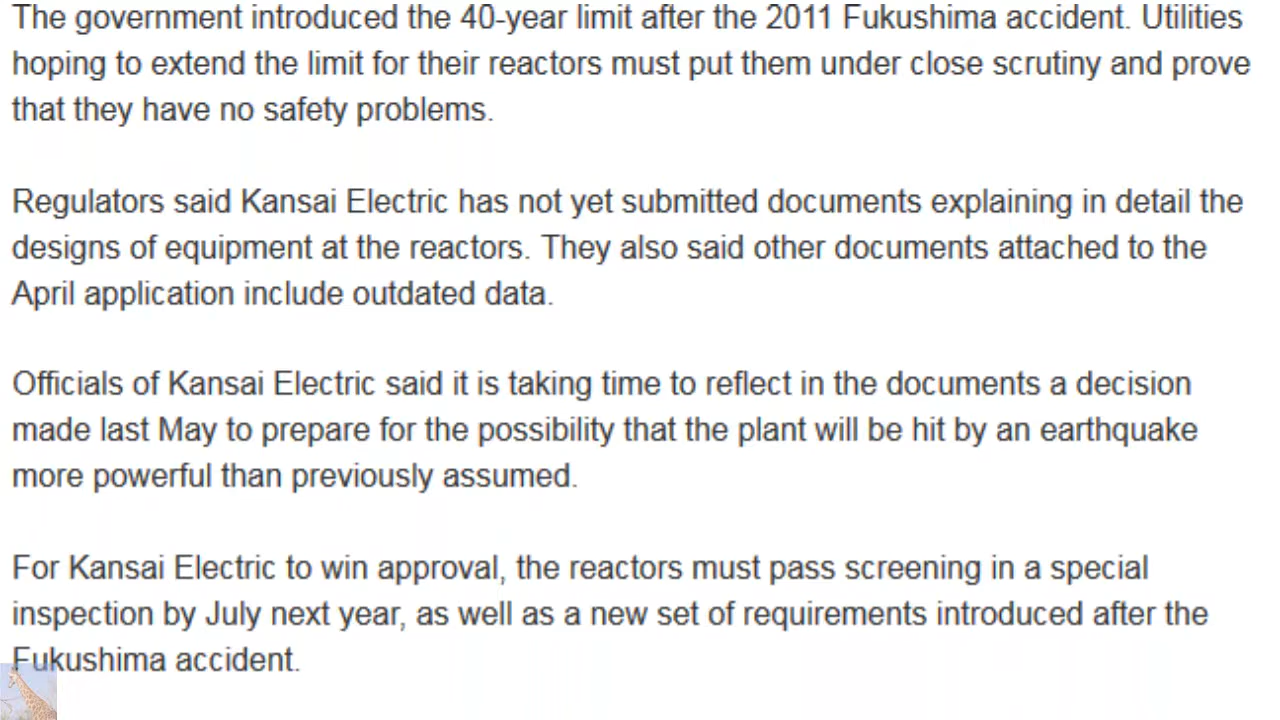 The government introduced the 40-year limit after the 2011 Fukushima accident. Utilities
hoping to extend the limit for their reactors must put them under close scrutiny and prove
that they have no safety problems.
Regulators said Kansai Electric has not yet submitted documents explaining in detail the
designs of equipment at the reactors. They also said other documents attached to the
April application include outdated data.
Officials of Kansai Electric said it is taking time to reflect in the documents a decision
made last May to prepare for the possibility that the plant will be hit by an earthquake
more powerful than previously assumed.
For Kansai Electric to win approval, the reactors must pass screening in a special
inspection by July next year, as well as a new set of requirements introduced after the
Fukushima accident.